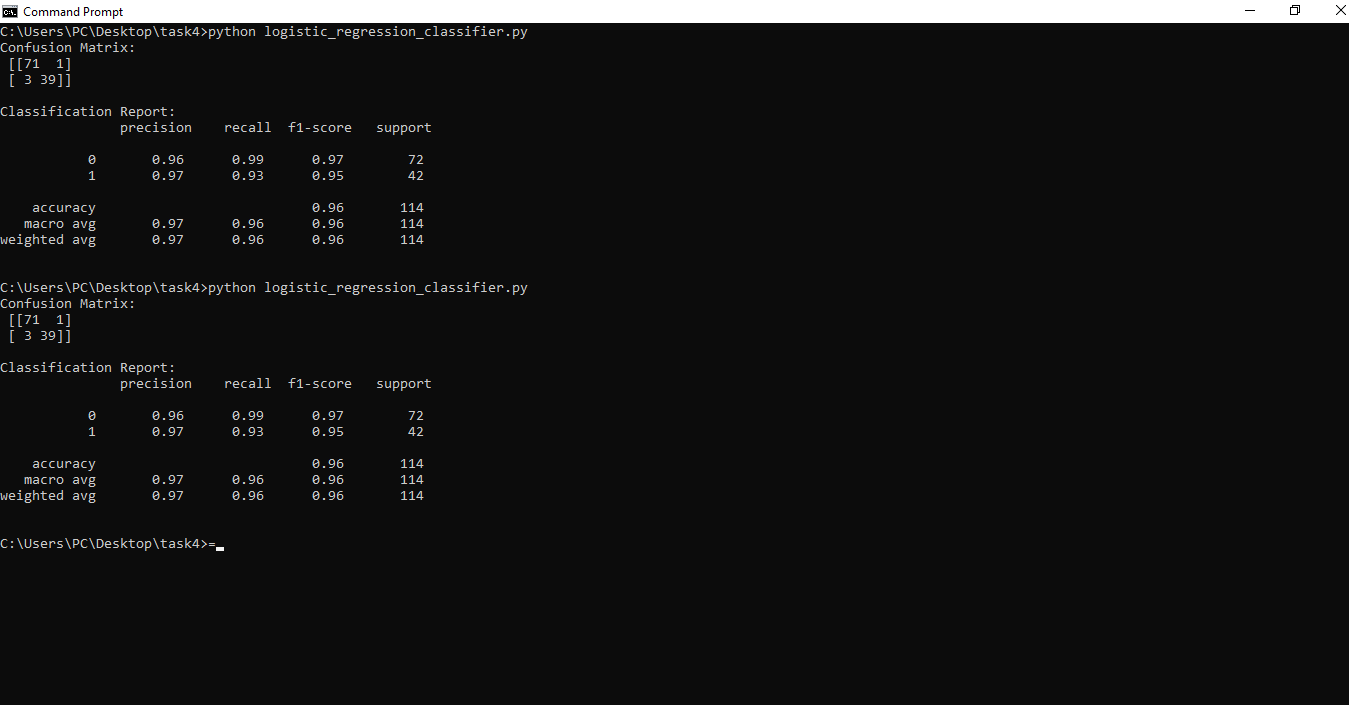 Command Prompt
C:\Users\PC\Desktop\task4>python logistic_regression_classifier.py
Confusion Matrix:
 [[71  1]
 [ 3 39]]

Classification Report:
               precision    recall  f1-score   support

           0       0.96      0.99      0.97        72
           1       0.97      0.93      0.95        42

    accuracy                           0.96       114
   macro avg       0.97      0.96      0.96       114
weighted avg       0.97      0.96      0.96       114


C:\Users\PC\Desktop\task4>python logistic_regression_classifier.py
Confusion Matrix:
 [[71  1]
 [ 3 39]]

Classification Report:
               precision    recall  f1-score   support

           0       0.96      0.99      0.97        72
           1       0.97      0.93      0.95        42

    accuracy                           0.96       114
   macro avg       0.97      0.96      0.96       114
weighted avg       0.97      0.96      0.96       114


C:\Users\PC\Desktop\task4>=